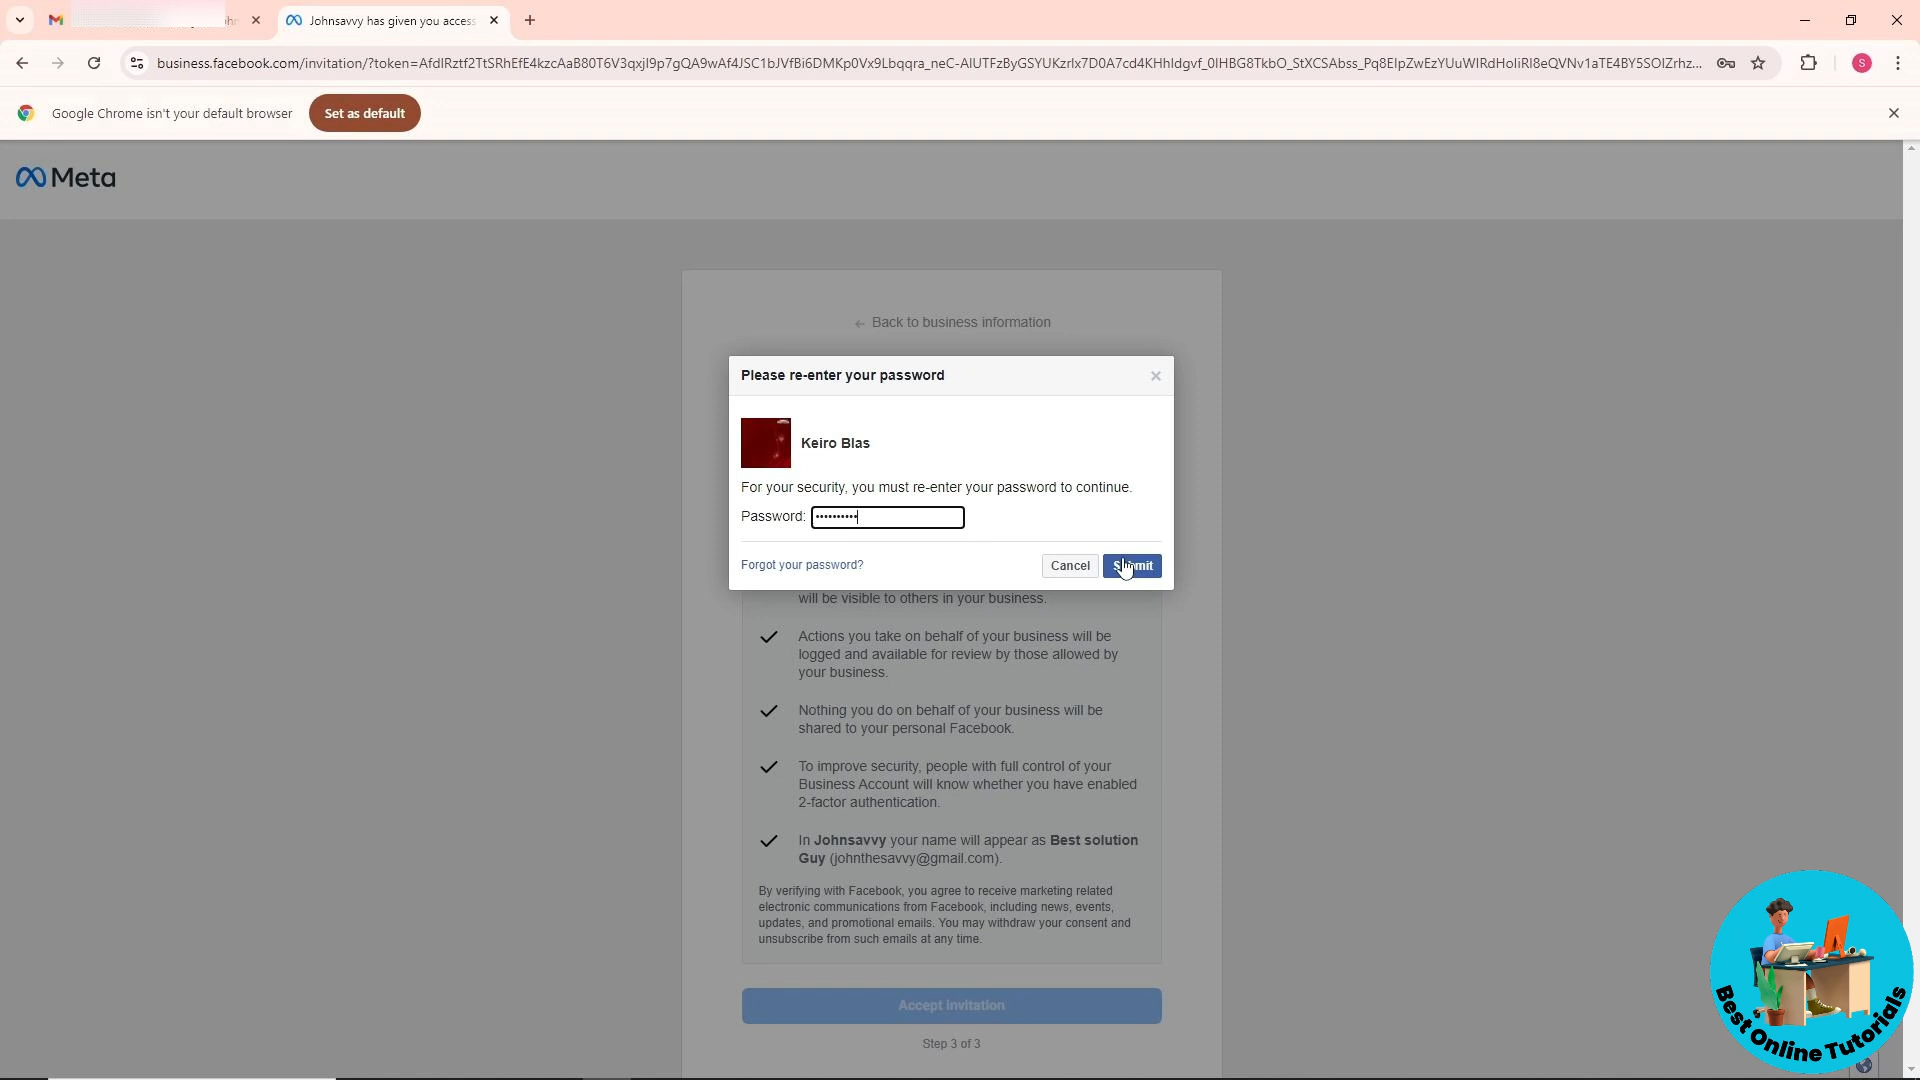 Johnsavvy has given you access
business.facebook.com/invitation/?token=AfdIRztf2TtSRhEfE4kzcAaB80T6V3qxjI9p7gQA9wAf4JSC1bJVfBi6DMKp0Vx9Lbqqra_neC-AIUTFzByGSYUKzrlx7D0A7cd4KHhldgvf_0IHBG8TkbO_StXCSAbss_Pq8EIpZwEzYUuWIRdHoIiRI8eQVNv1aTE4BY5SOIZrhz...
S
Google Chrome isn't your default browser
Set as default
Meta
Back to business information
Please re-enter your password
Keiro Blas
For your security, you must re-enter your password to continue.
Password:
Forgot your password?
Cancel
Submit
will be visible to others in your business.
Actions you take on behalf of your business will be
logged and available for review by those allowed by
your business.
Nothing you do on behalf of your business will be
shared to your personal Facebook.
To improve security, people with full control of your
Business Account will know whether you have enabled
2-factor authentication.
In Johnsavvy your name will appear as Best solution
Guy (johnthesavvy@gmail.com).
By verifying with Facebook, you agree to receive marketing related
electronic communications from Facebook, including news, events,
updates, and promotional emails. You may withdraw your consent and
unsubscribe from such emails at any time.
Accept Invitation
Step 3 of 3
Best Online Tutorials